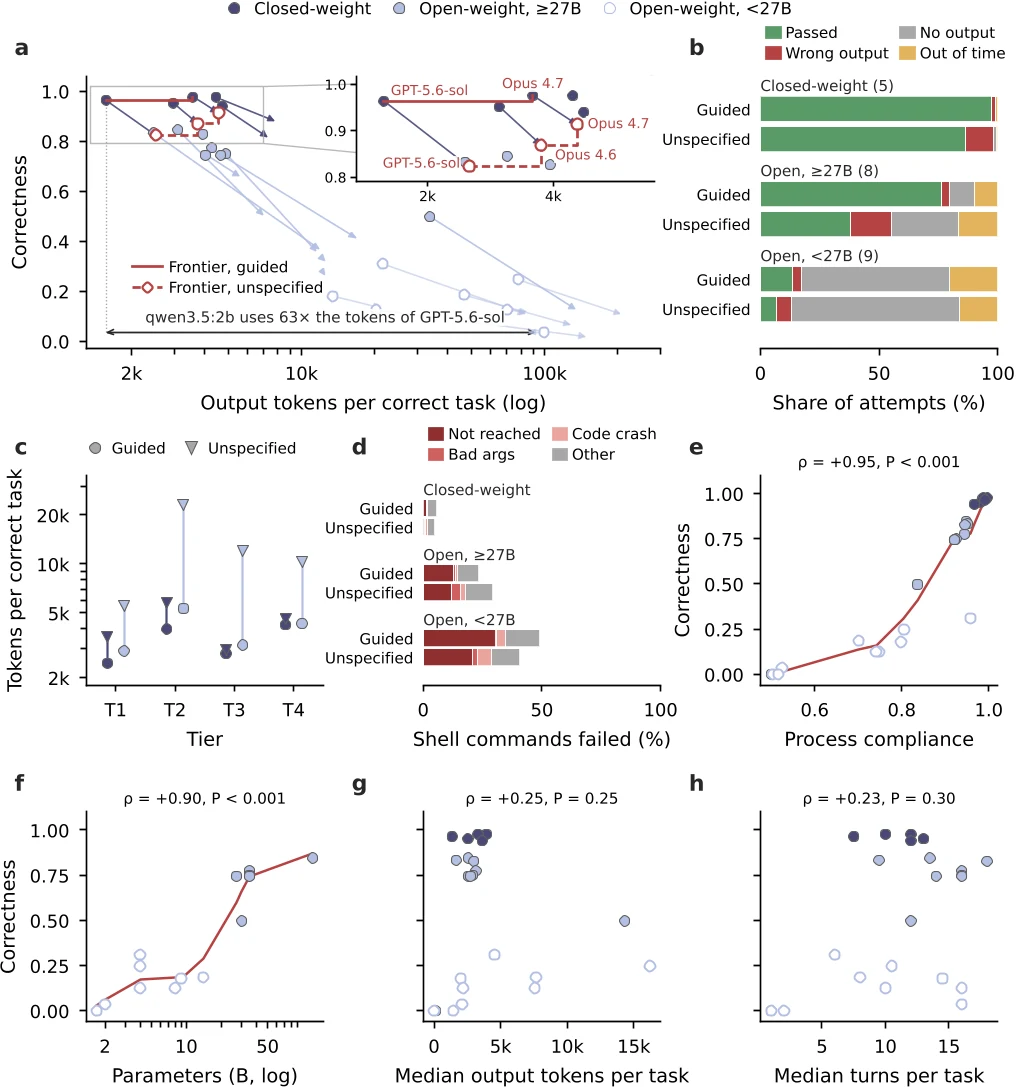 Closed-weight Open-weight, ≥27B Open-weight, <27B
a
1.0
0.8
0.6
0.4
0.2
0.0
Correctness
2k 10k 100k
Output tokens per correct task (log)
Frontier, guided
Frontier, unspecified
qwen3.5:2b uses 63× the tokens of GPT-5.6-sol
1.0
0.9
0.8
2k 4k
GPT-5.6-sol
Opus 4.7
Opus 4.7
Opus 4.6
GPT-5.6-sol
b
Passed No output
Wrong output Out of time
Closed-weight (5)
Guided
Unspecified
Open, ≥27B (8)
Guided
Unspecified
Open, <27B (9)
Guided
Unspecified
0 50 100
Share of attempts (%)
c
Guided Unspecified
20k
10k
5k
2k
Tokens per correct task
T1 T2 T3 T4
Tier
d
Not reached Code crash
Bad args Other
Closed-weight
Guided
Unspecified
Open, ≥27B
Guided
Unspecified
Open, <27B
Guided
Unspecified
0 50 100
Shell commands failed (%)
e
ρ = +0.95, P < 0.001
1.00
0.75
0.50
0.25
0.00
Correctness
0.6 0.8 1.0
Process compliance
f
ρ = +0.90, P < 0.001
1.00
0.75
0.50
0.25
0.00
Correctness
2 10 50
Parameters (B, log)
g
ρ = +0.25, P = 0.25
0 5k 10k 15k
Median output tokens per task
h
ρ = +0.23, P = 0.30
5 10 15
Median turns per task